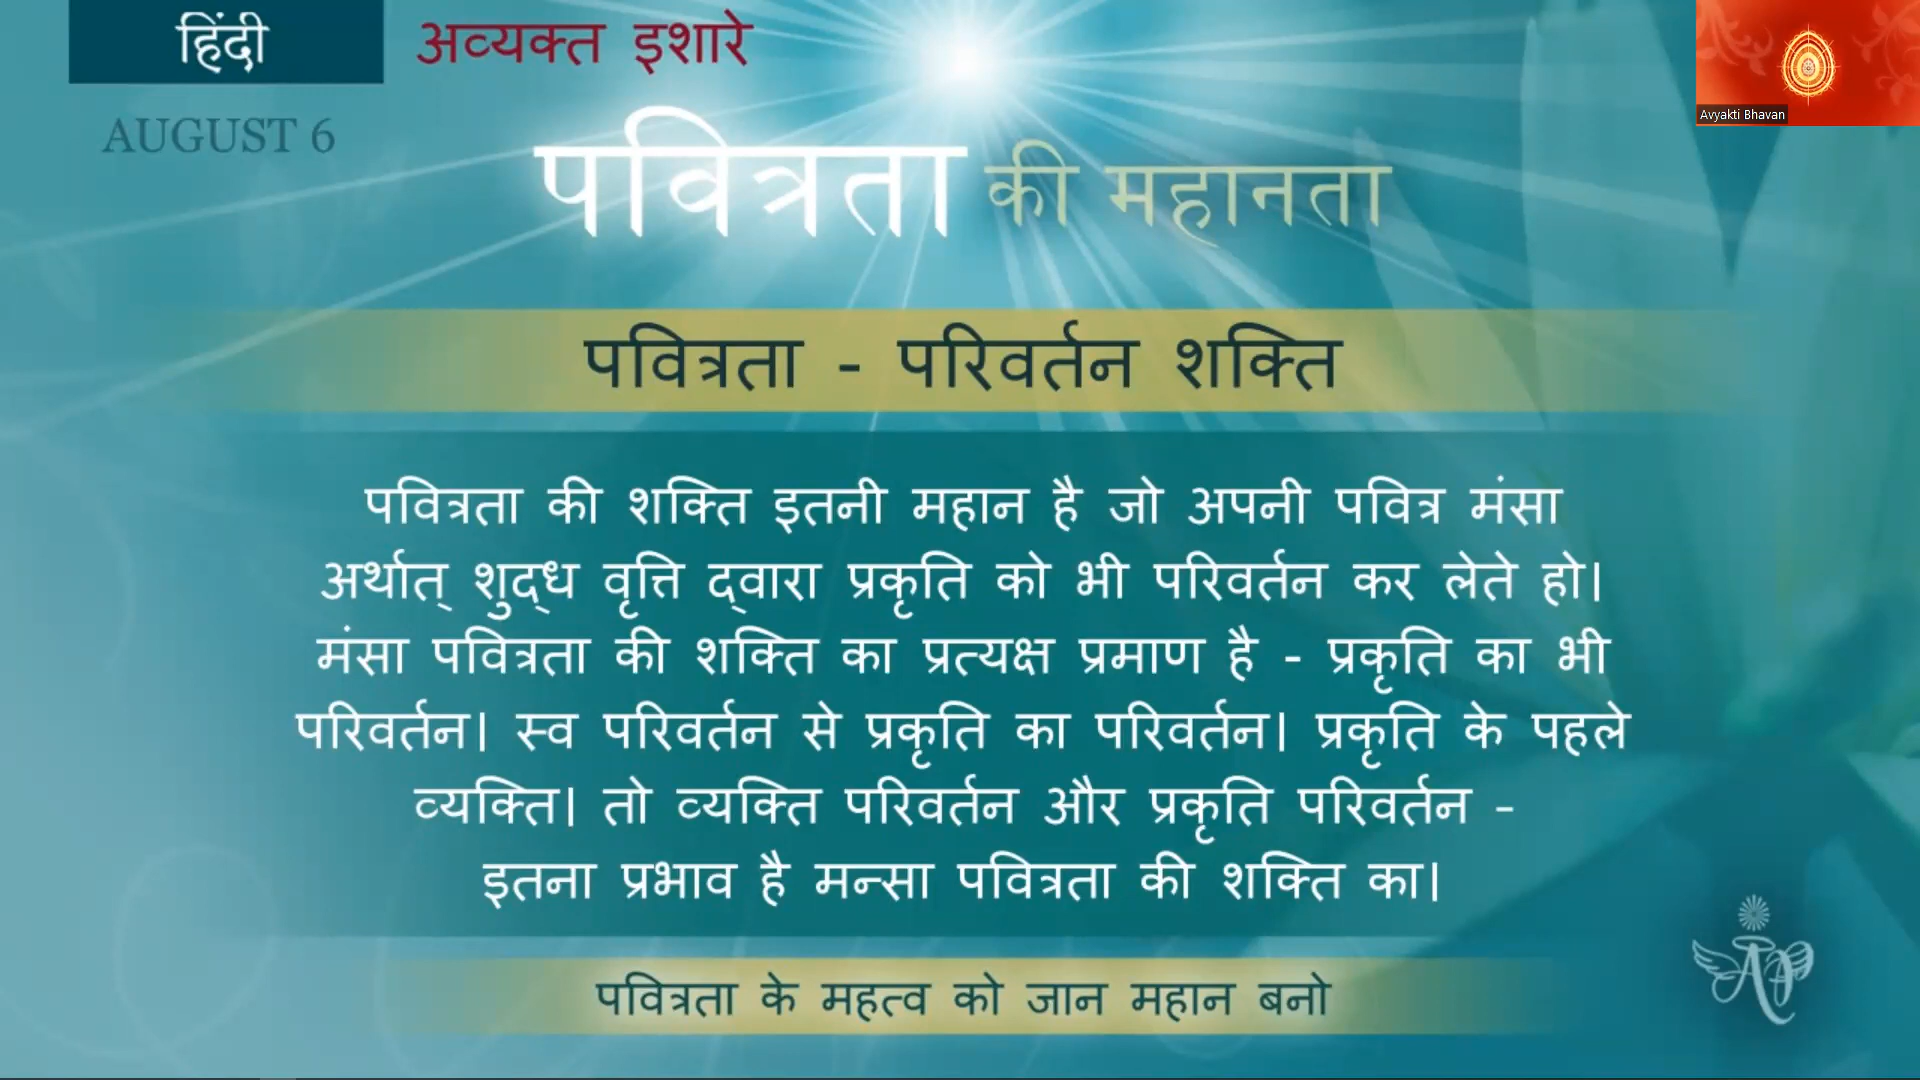 हिंदी
अव्यक्त इशारे
AUGUST 6
Avyakti Bhavan
पवित्रता की महानता
पवित्रता - परिवर्तन शक्ति
पवित्रता की शक्ति इतनी महान है जो अपनी पवित्र मंसा
अर्थात् शुद्ध वृत्ति द्वारा प्रकृति को भी परिवर्तन कर लेते हो।
मंसा पवित्रता की शक्ति का प्रत्यक्ष प्रमाण है - प्रकृति का भी
परिवर्तन। स्व परिवर्तन से प्रकृति का परिवर्तन। प्रकृति के पहले
व्यक्ति। तो व्यक्ति परिवर्तन और प्रकृति परिवर्तन -
इतना प्रभाव है मन्सा पवित्रता की शक्ति का।
पवित्रता के महत्व को जान महान बनो